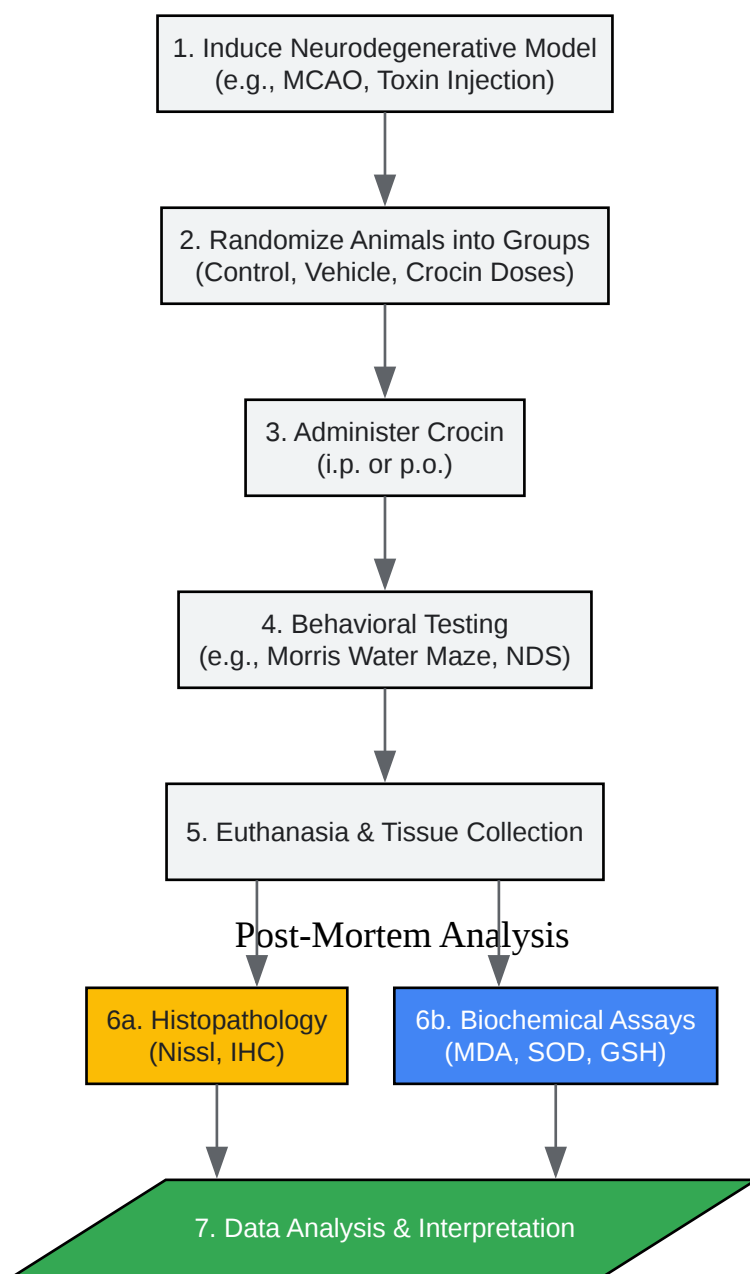 1. Induce Neurodegenerative Model
(e.g., MCAO, Toxin Injection)
2. Randomize Animals into Groups
(Control, Vehicle, Crocin Doses)
3. Administer Crocin
(i.p. or p.o.)
4. Behavioral Testing
(e.g., Morris Water Maze, NDS)
5. Euthanasia & Tissue Collection
Post-Mortem Analysis
6a. Histopathology
(Nissl, IHC)
6b. Biochemical Assays
(MDA, SOD, GSH)
7. Data Analysis & Interpretation